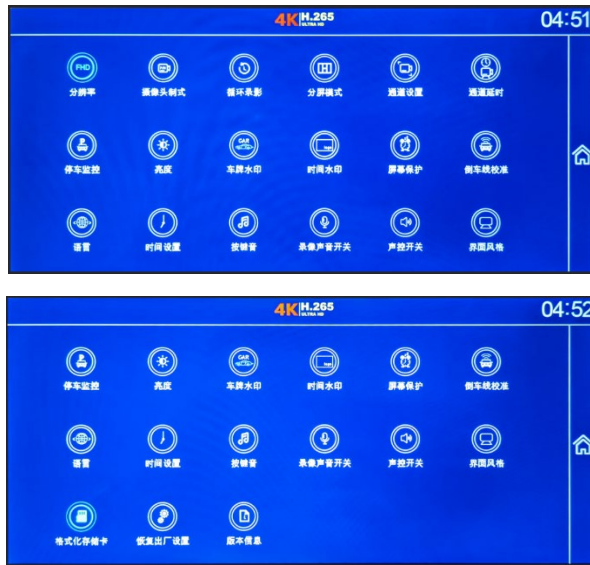 4K H.265
ULTRA HD
04:51
FHD
分辨率 摄像头制式 循环录影 分屏模式 通道设置 通道延时
P CAR
停车监控 亮度 车牌水印 时间水印 屏幕保护 倒车线校准
语言 时间设置 按键音 录像声音开关 声控开关 界面风格
4K H.265
ULTRA HD
04:52
P CAR
停车监控 亮度 车牌水印 时间水印 屏幕保护 倒车线校准
语言 时间设置 按键音 录像声音开关 声控开关 界面风格
格式化存储卡 恢复出厂设置 版本信息